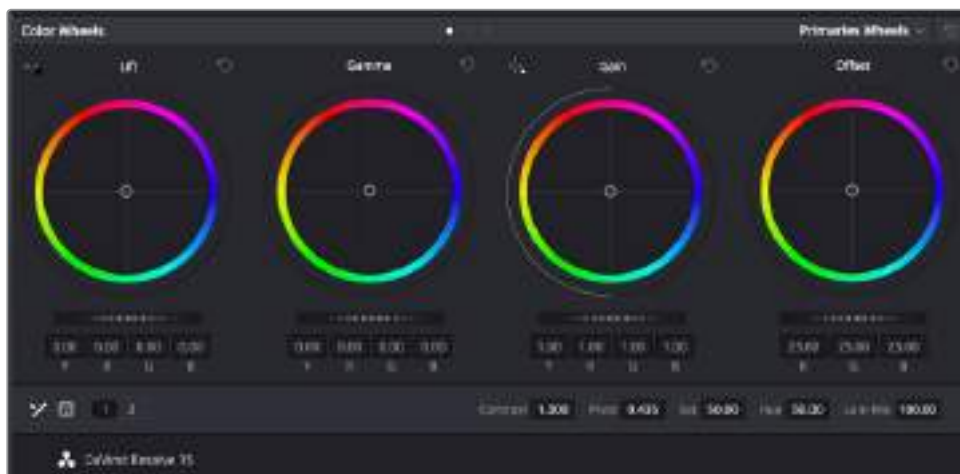 Color Wheels Primaries Wheels
Lift Gamma Gain Offset
0.00 0.00 0.00 0.00 0.00 0.00 0.00 0.00 1.00 1.00 1.00 1.00 25.00 25.00 25.00
Y R G B Y R G B Y R G B R G B
1 2 Contrast 1.000 Pivot 0.435 Sat 50.00 Hue 50.00 Lum Mix 100.00
DaVinci Resolve 15